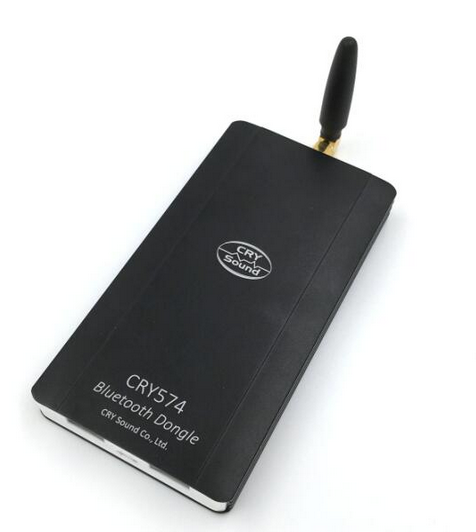 CRY
Sound
CRY574
Bluetooth Dongle
CRY Sound Co., Ltd.